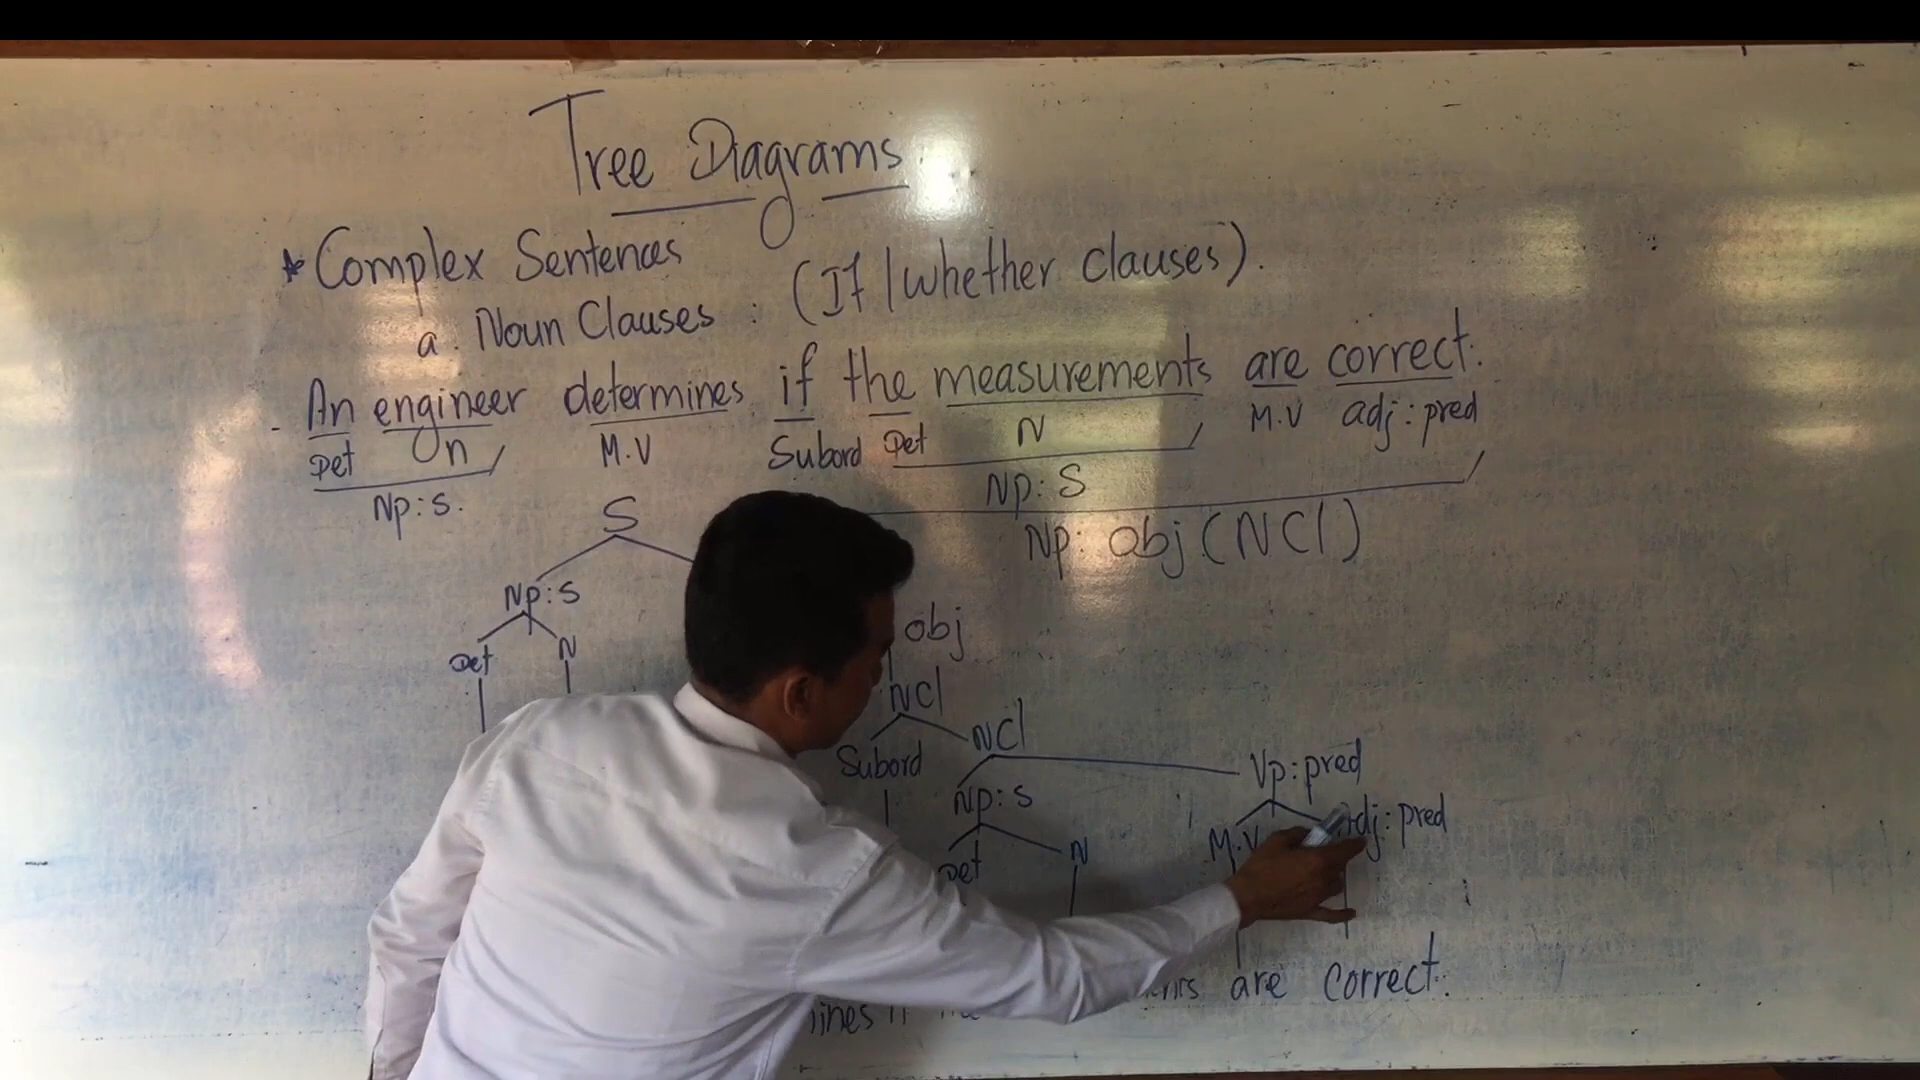 Tree Diagrams
* Complex Sentences
a. Noun Clauses : (If / whether clauses).
- An engineer determines if the measurements are correct.
Det n M.V Subord Det N M.V adj: pred
Np: S. Np: S
Np: obj (NCl)
S
Np: S
obj
Det N
NCl
Subord NCl
Np: S Vp: pred
Det N M.V adj: pred
are correct.